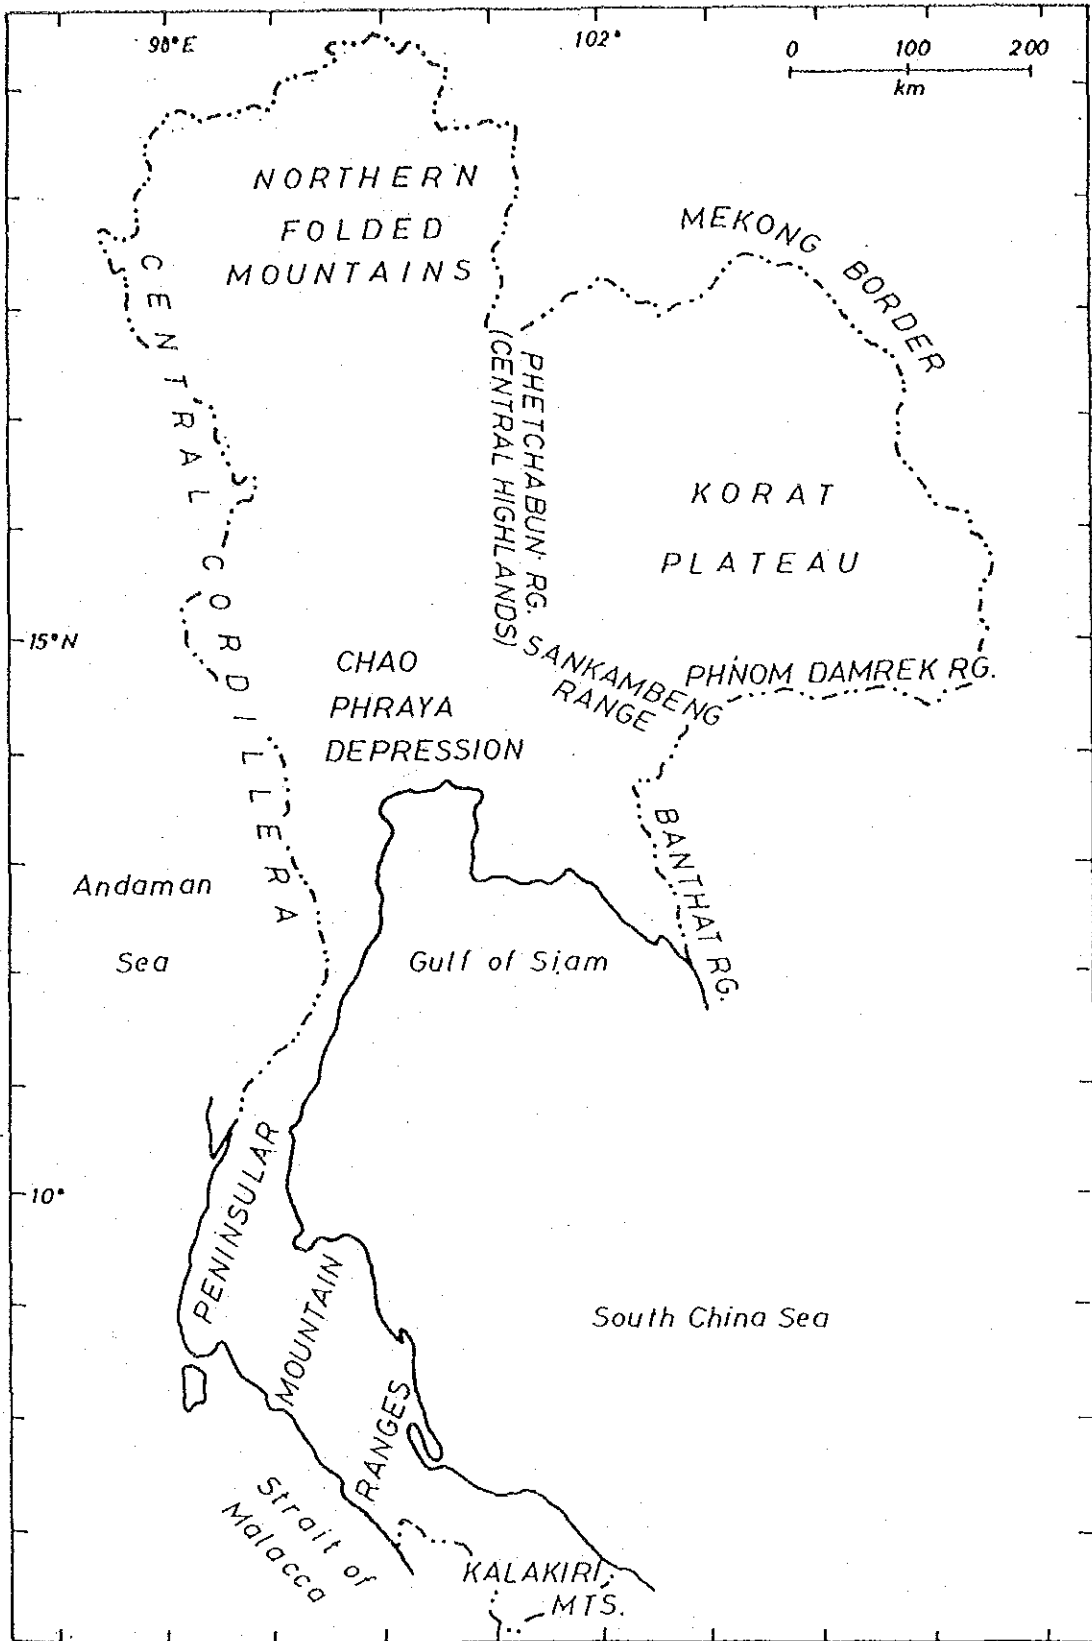 98°E
102°
0 100 200
km
NORTHERN
FOLDED
MOUNTAINS
MEKONG BORDER
CENTRAL CORDILLERA
PHETCHABUN RG.
(CENTRAL HIGHLANDS)
KORAT
PLATEAU
15°N
CHAO
PHRAYA
DEPRESSION
SANKAMBENG
RANGE
PHNOM DAMREK RG.
BANTHAT RG.
Andaman
Sea
Gulf of Siam
10°
PENINSULAR
MOUNTAIN
RANGES
South China Sea
Strait of
Malacca
KALAKIRI
MTS.